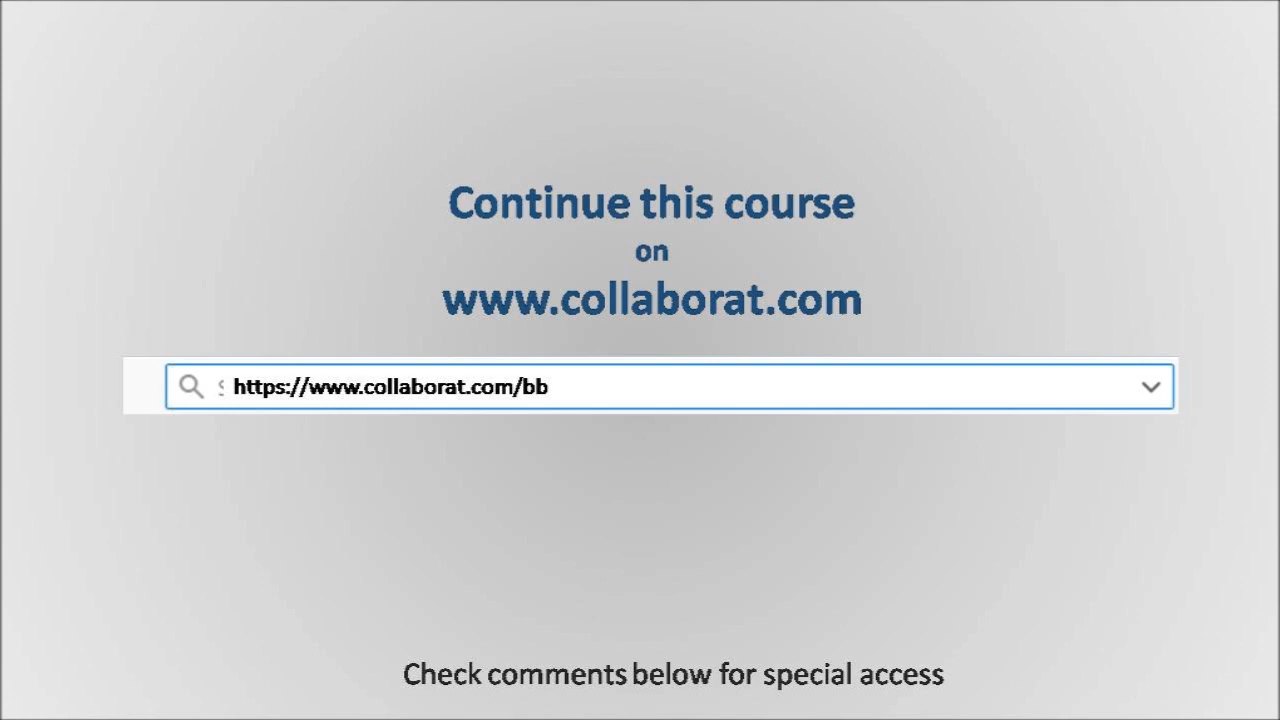 Continue this course
on
www.collaborat.com
https://www.collaborat.com/bb
Check comments below for special access